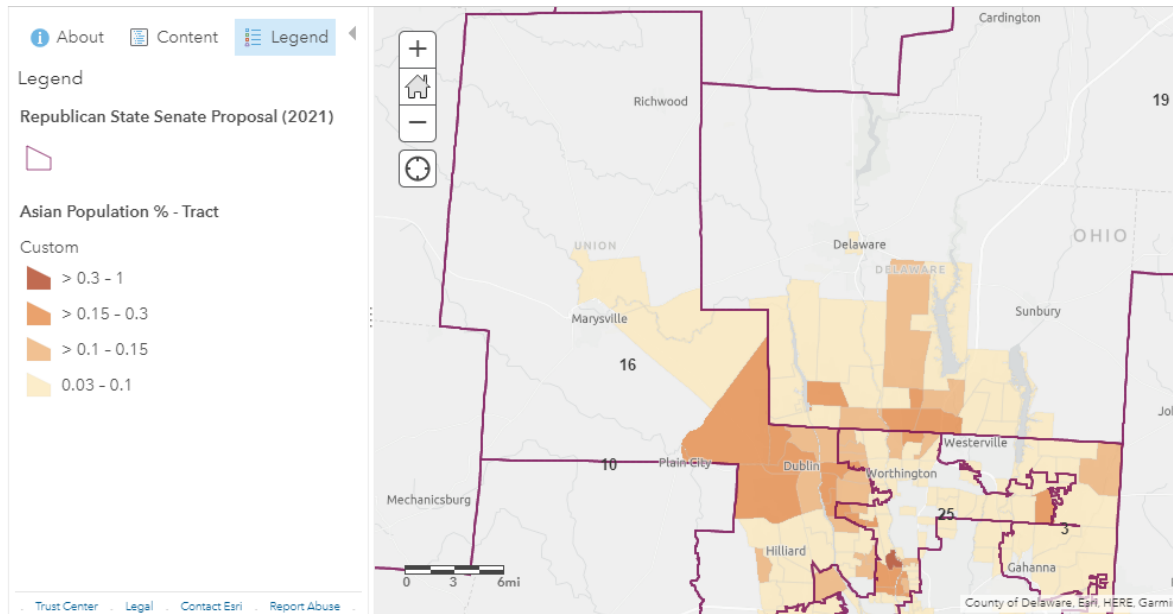 About Content Legend
Legend
Republican State Senate Proposal (2021)
Asian Population % - Tract
Custom
> 0.3 - 1
> 0.15 - 0.3
> 0.1 - 0.15
0.03 - 0.1
Trust Center . Legal . Contact Esri . Report Abuse .
Cardington
Richwood
19
UNION
Delaware
OHIO
DELAWARE
Marysville
Sunbury
16
Westerville
Plain City
10
Dublin
Worthington
Mechanicsburg
25
3
Hilliard
Gahanna
0 3 6mi
County of Delaware, Esri, HERE, Garm